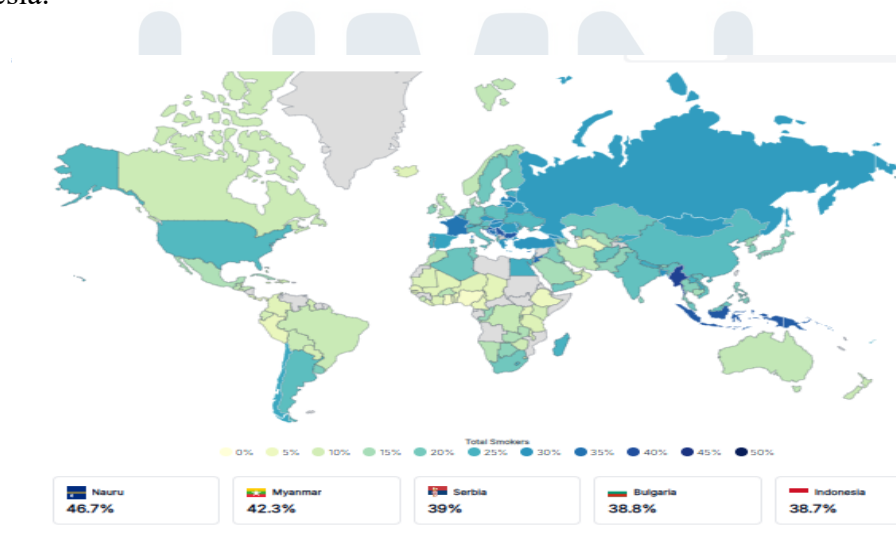 Total Smokers
0% 5% 10% 15% 20% 25% 30% 35% 40% 45% 50%
Nauru
46.7%
Myanmar
42.3%
Serbia
39%
Bulgaria
38.8%
Indonesia
38.7%